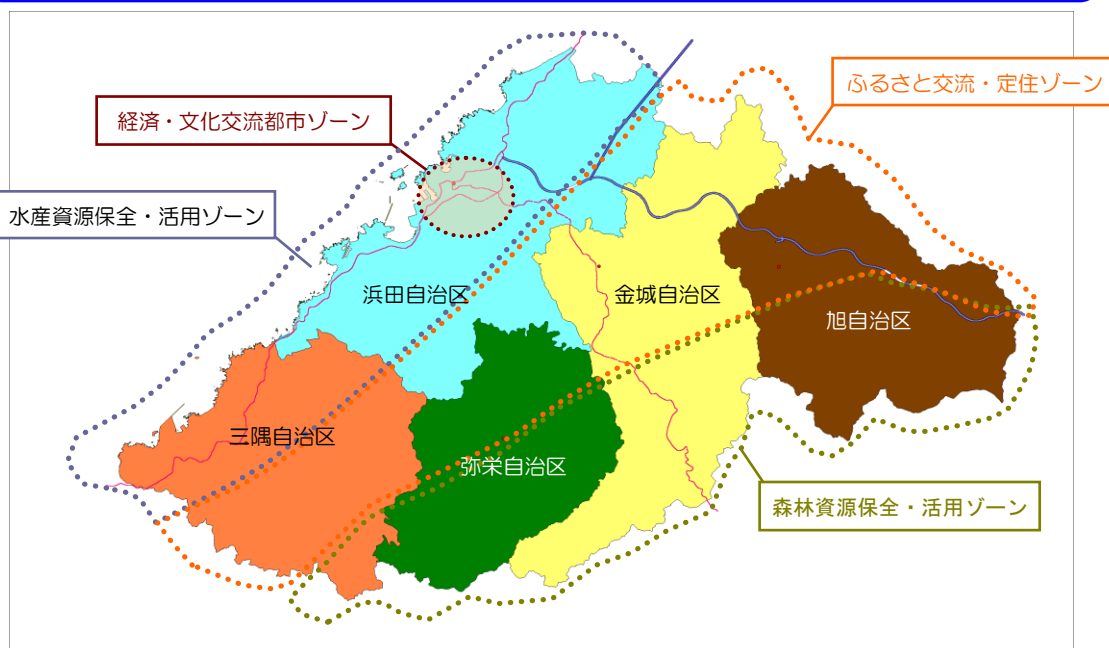 ふるさと交流・定住ゾーン
経済・文化交流都市ゾーン
水産資源保全・活用ゾーン
浜田自治区
金城自治区
旭自治区
三隅自治区
弥栄自治区
森林資源保全・活用ゾーン